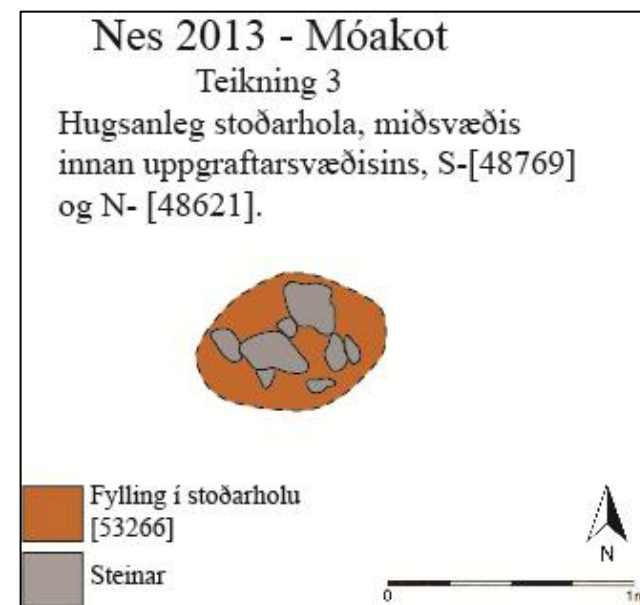 Nes 2013 - Móakot
Teikning 3
Hugsanleg stoðarhola, miðsvæðis
innan uppgraftarsvæðisins, S-[48769]
og N- [48621].
Fylling í stoðarholu
[53266]
Steinar
N
0